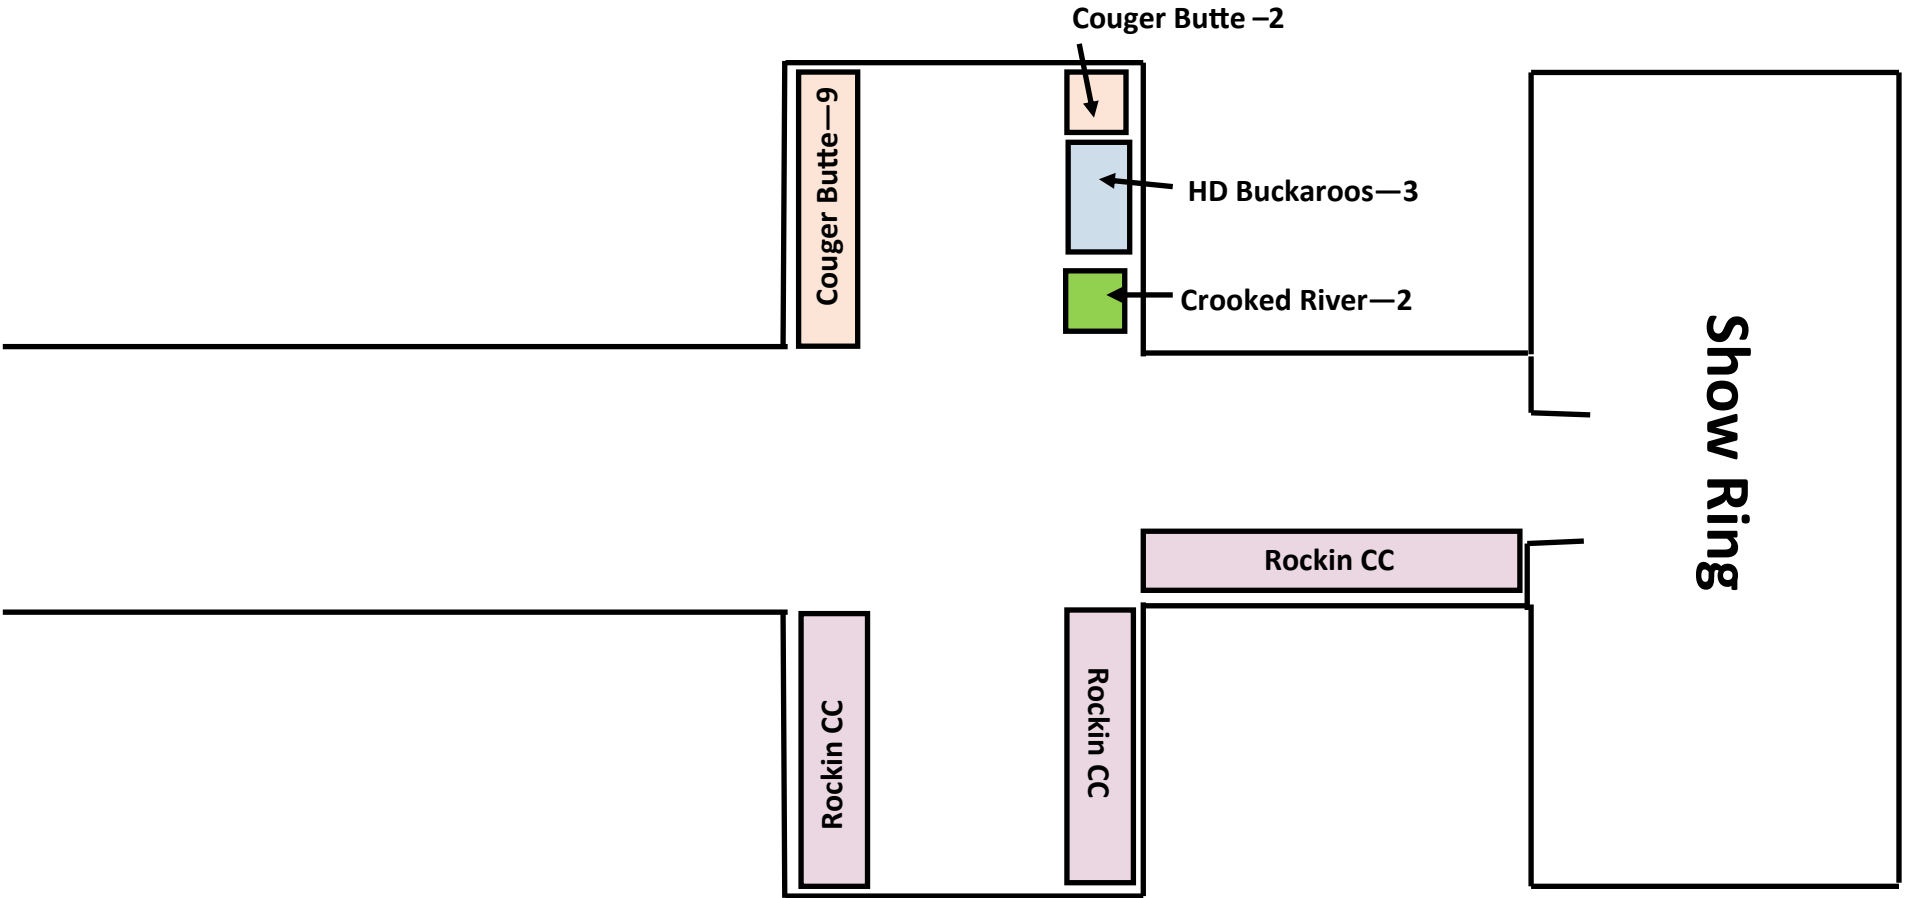 Couger Butte –2
Couger Butte—9
HD Buckaroos—3
Crooked River—2
Show Ring
Rockin CC
Rockin CC
Rockin CC